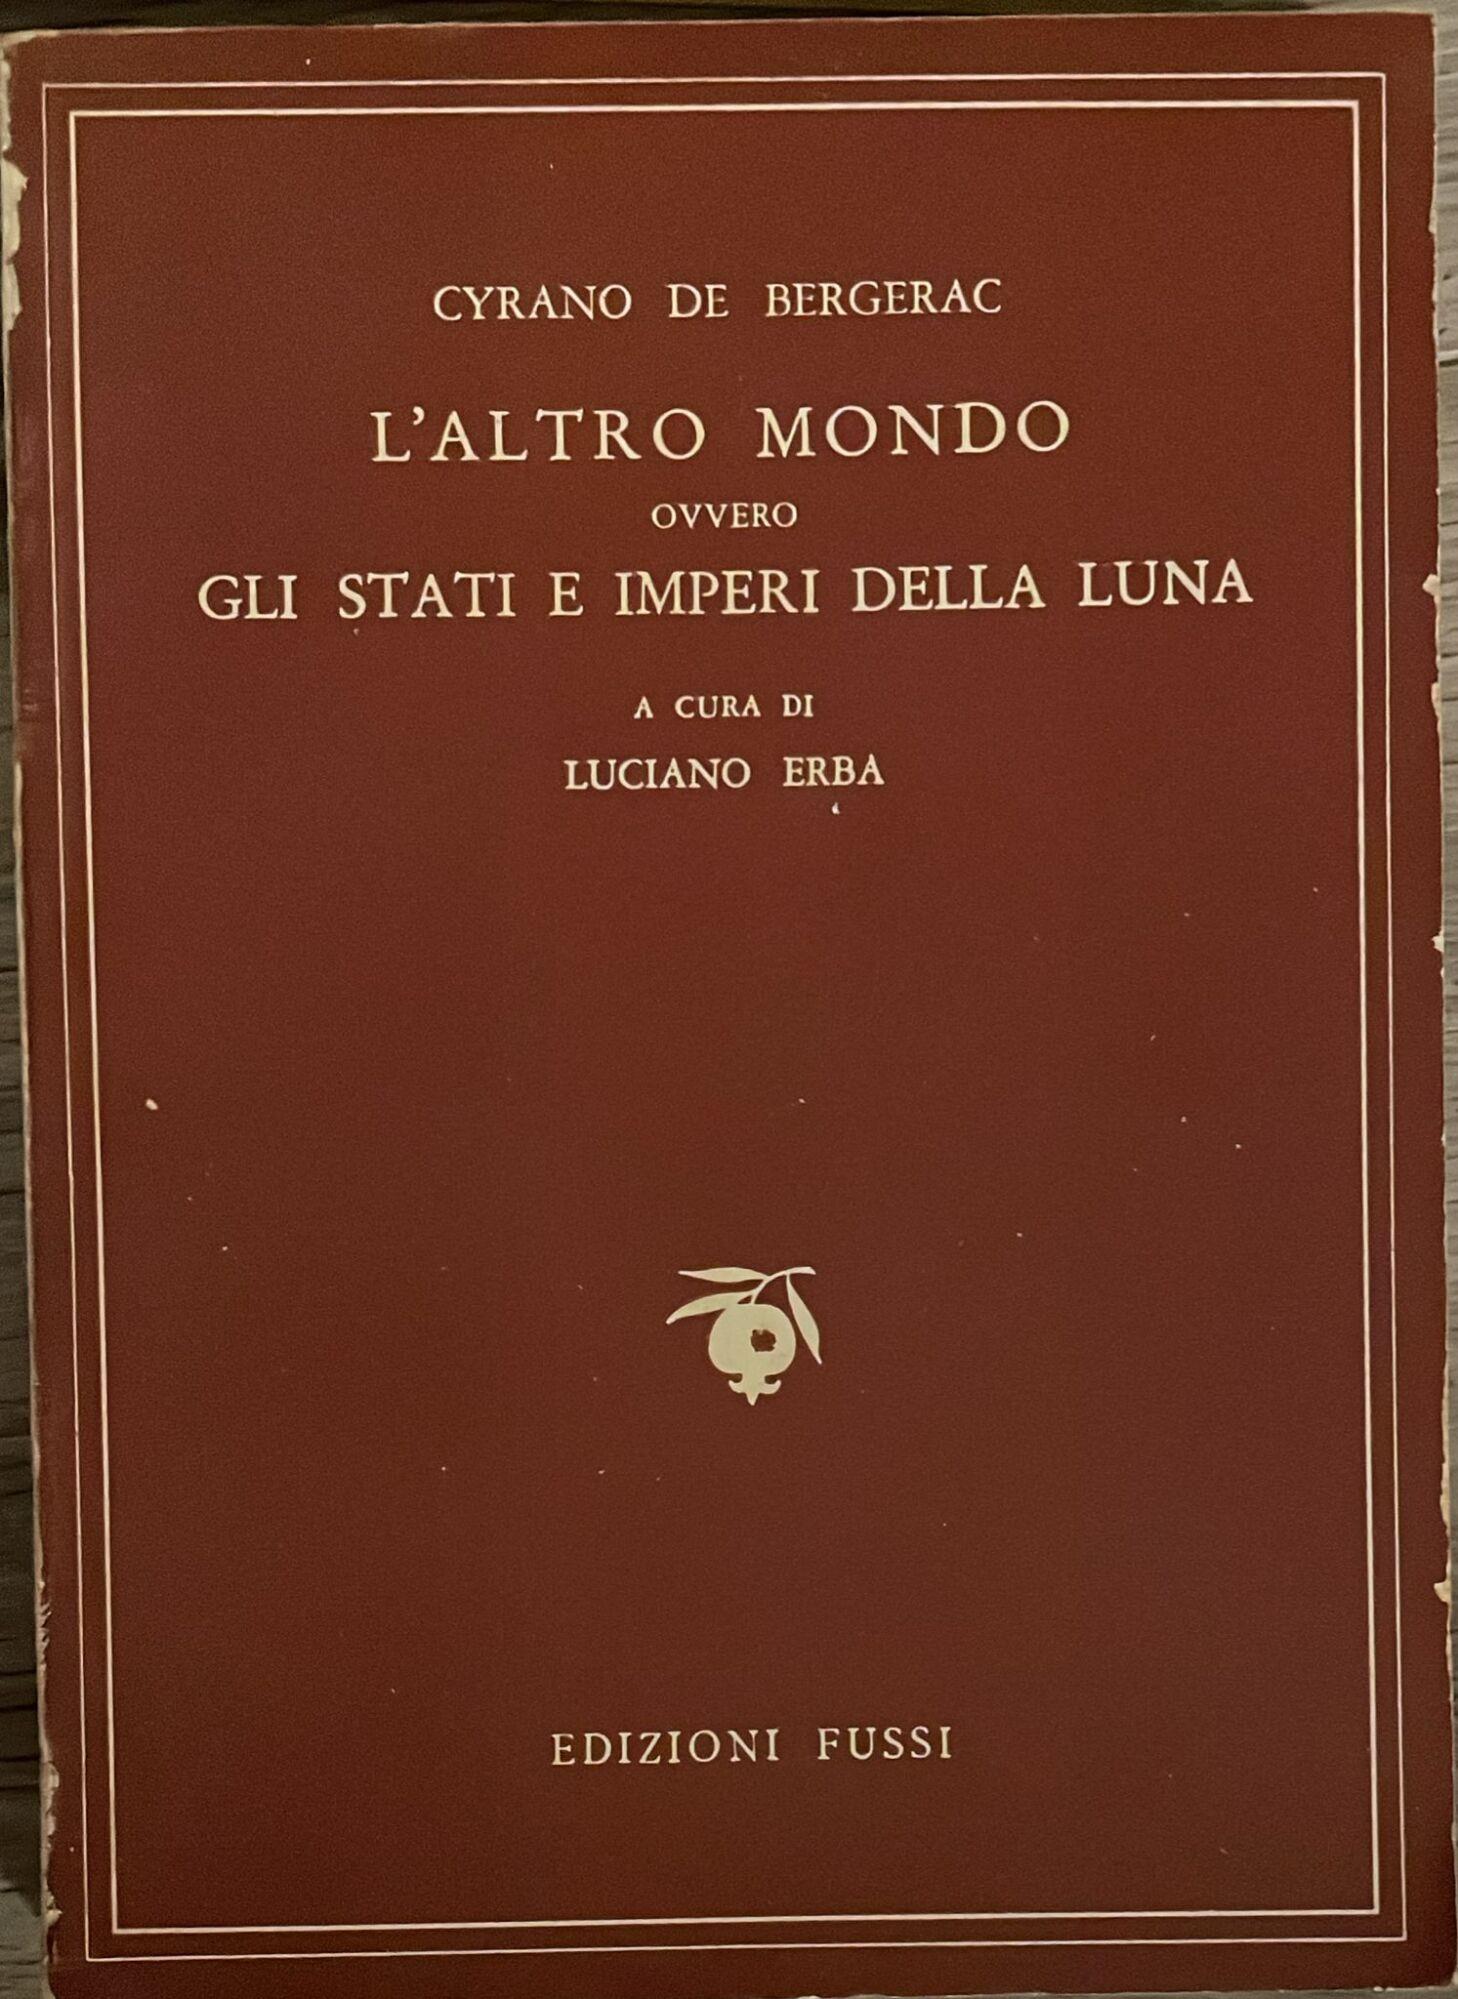 CYRANO DE BERGERAC
L'ALTRO MONDO
OVVERO
GLI STATI E IMPERI DELLA LUNA
A CURA DI
LUCIANO ERBA
EDIZIONI FUSSI